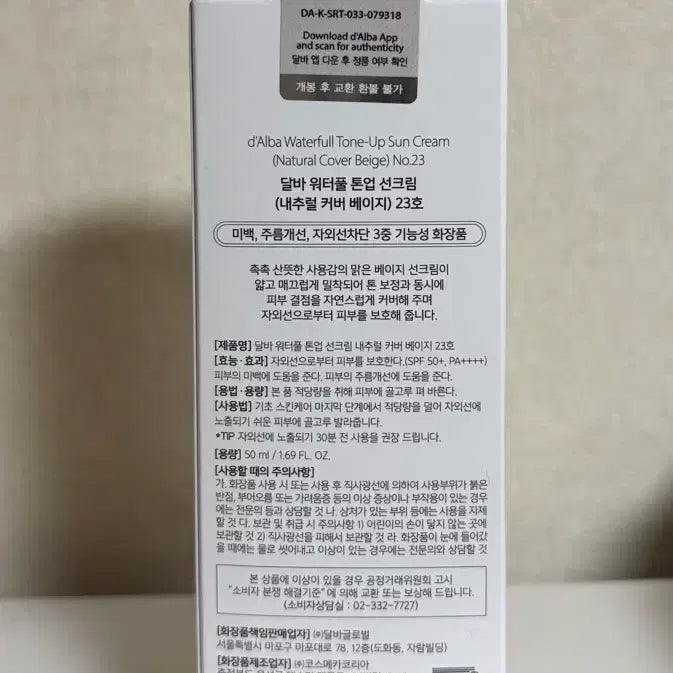 DA-K-SRT-033-079318
Download d'Alba App
and scan for authenticity
달바 앱 다운 후 정품 여부 확인
개봉 후 교환 환불 불가
d'Alba Waterfull Tone-Up Sun Cream
(Natural Cover Beige) No.23
달바 워터풀 톤업 선크림
(내추럴 커버 베이지) 23호
미백, 주름개선, 자외선차단 3중 기능성 화장품
촉촉 산뜻한 사용감의 맑은 베이지 선크림이
얇고 매끄럽게 밀착되어 톤 보정과 동시에
피부 결점을 자연스럽게 커버해 주며
자외선으로부터 피부를 보호해 줍니다.
[제품명] 달바 워터풀 톤업 선크림 내추럴 커버 베이지 23호
[효능·효과] 자외선으로부터 피부를 보호한다.(SPF 50+, PA++++)
피부의 미백에 도움을 준다. 피부의 주름개선에 도움을 준다.
[용법·용량] 본 품 적당량을 취해 피부에 골고루 펴 바른다.
[사용법] 기초 스킨케어 마지막 단계에서 적당량을 덜어 자외선에
노출되기 쉬운 피부에 골고루 발라줍니다.
*TIP 자외선에 노출되기 30분 전 사용을 권장 드립니다.
[용량] 50 ml / 1.69 FL. OZ.
[사용할 때의 주의사항]
가. 화장품 사용 시 또는 사용 후 직사광선에 의하여 사용부위가 붉은
반점, 부어오름 또는 가려움증 등의 이상 증상이나 부작용이 있는 경우
에는 전문의 등과 상담할 것 나. 상처가 있는 부위 등에는 사용을 자제
할 것 다. 보관 및 취급 시 주의사항 1) 어린이의 손이 닿지 않는 곳에
보관할 것 2) 직사광선을 피해서 보관할 것 라. 화장품이 눈에 들어갔
을 때에는 물로 씻어내고 이상이 있는 경우에는 전문의와 상담할 것
본 상품에 이상이 있을 경우 공정거래위원회 고시
"소비자 분쟁 해결기준" 에 의해 교환 또는 보상해 드립니다.
(소비자상담실 : 02-332-7727)
[화장품책임판매업자] ㈜달바글로벌
서울특별시 마포구 마포대로 78, 12층(도화동, 자람빌딩)
[화장품제조업자] ㈜코스메카코리아